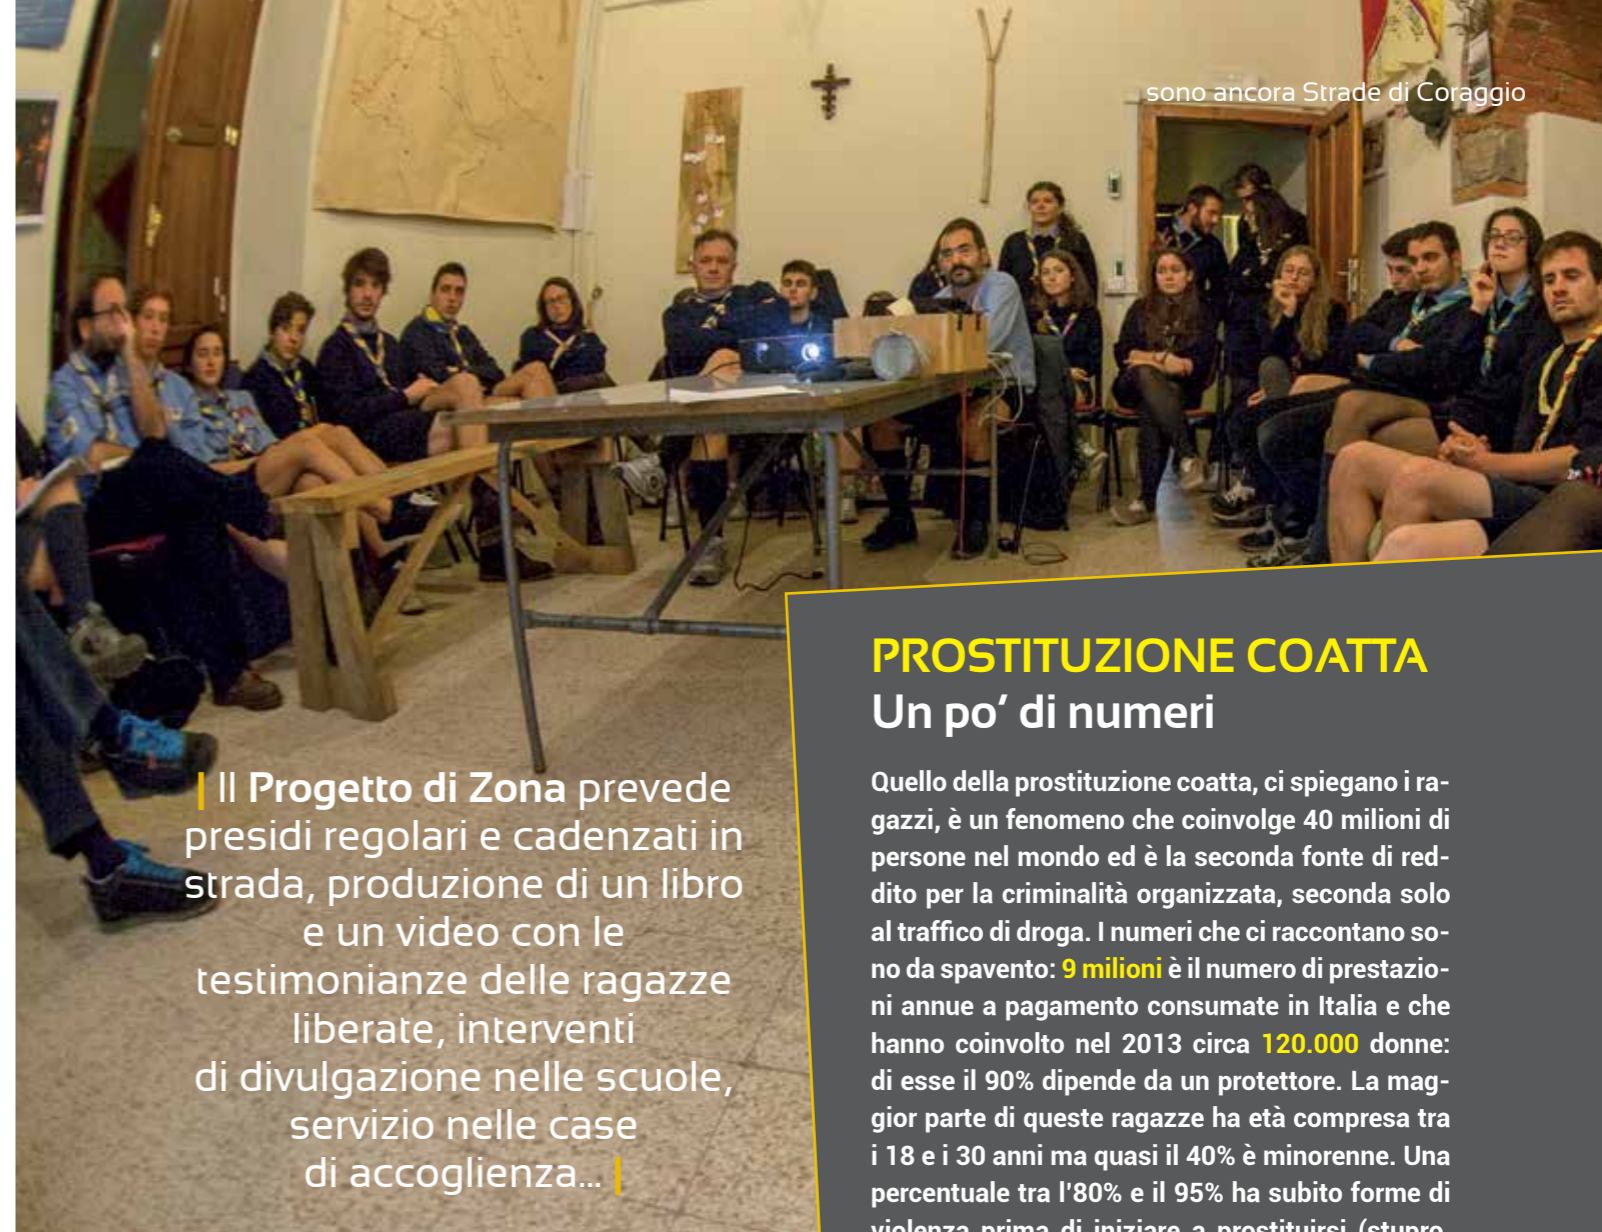 sono ancora Strade di Coraggio
| Il Progetto di Zona prevede
presidi regolari e cadenzati in
strada, produzione di un libro
e un video con le
testimonianze delle ragazze
liberate, interventi
di divulgazione nelle scuole,
servizio nelle case
di accoglienza... |
PROSTITUZIONE COATTA
Un po' di numeri
Quello della prostituzione coatta, ci spiegano i ra-
gazzi, è un fenomeno che coinvolge 40 milioni di
persone nel mondo ed è la seconda fonte di red-
dito per la criminalità organizzata, seconda solo
al traffico di droga. I numeri che ci raccontano so-
no da spavento: 9 milioni è il numero di prestazio-
ni annue a pagamento consumate in Italia e che
hanno coinvolto nel 2013 circa 120.000 donne:
di esse il 90% dipende da un protettore. La mag-
gior parte di queste ragazze ha età compresa tra
i 18 e i 30 anni ma quasi il 40% è minorenne. Una
percentuale tra l'80% e il 95% ha subito forme di
violenza prima di iniziare a prostituirsi (stupro,